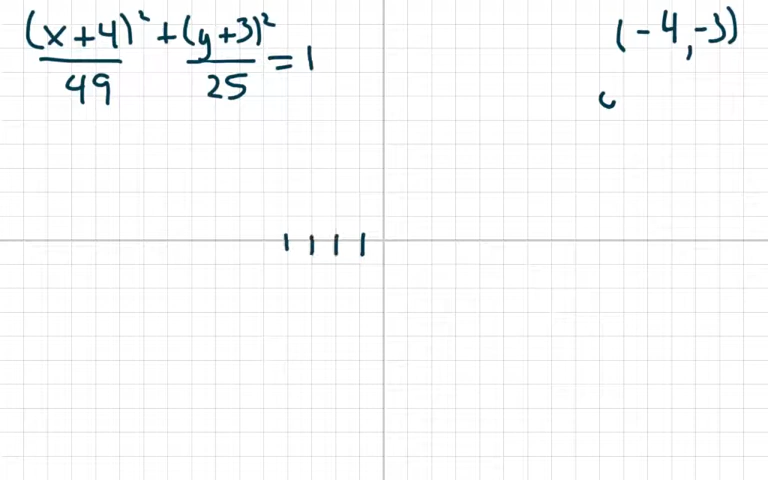 (x+4)² + (y+3)² = 1
49 25
(-4,-3)